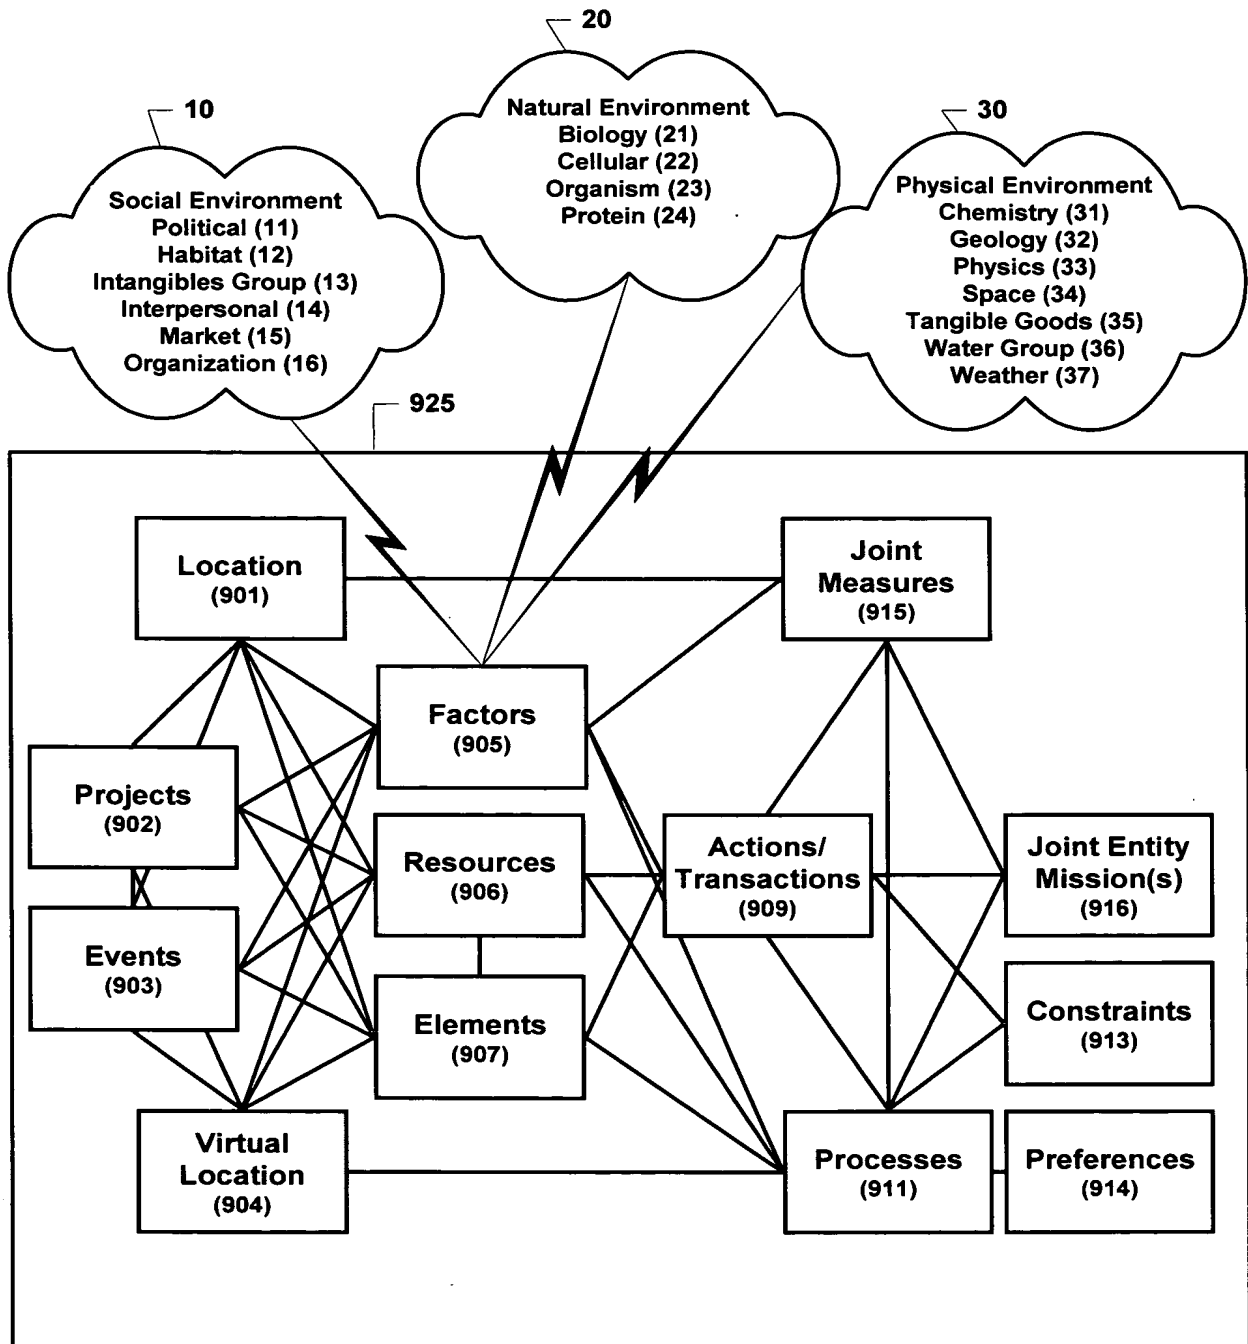 20
10
30
Natural Environment
Biology (21)
Cellular (22)
Organism (23)
Protein (24)
Social Environment
Political (11)
Habitat (12)
Intangibles Group (13)
Interpersonal (14)
Market (15)
Organization (16)
Physical Environment
Chemistry (31)
Geology (32)
Physics (33)
Space (34)
Tangible Goods (35)
Water Group (36)
Weather (37)
925
Location
(901)
Joint
Measures
(915)
Factors
(905)
Projects
(902)
Resources
(906)
Actions/
Transactions
(909)
Joint Entity
Mission(s)
(916)
Events
(903)
Elements
(907)
Constraints
(913)
Virtual
Location
(904)
Processes
(911)
Preferences
(914)